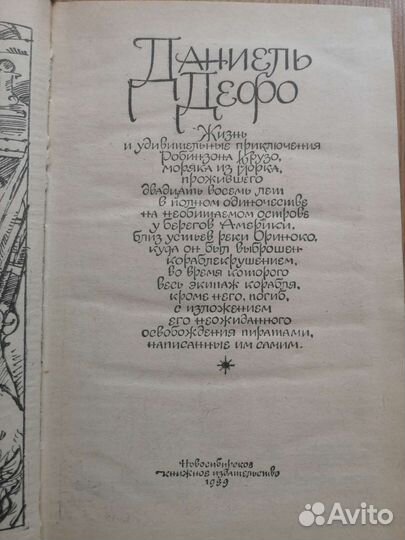 Даниель
Дефо
Жизнь
и удивительные приключения
Робинзона Крузо,
моряка из Йорка,
прожившего
двадцать восемь лет
в полном одиночестве
на необитаемом острове
у берегов Америки,
близ устьев реки Ориноко,
куда он был выброшен
кораблекрушением,
во время которого
весь экипаж корабля,
кроме него, погиб,
с изложением
его неожиданного
освобождения пиратами,
написанные им самим.
Новосибирское
книжное издательство
1989
Avito